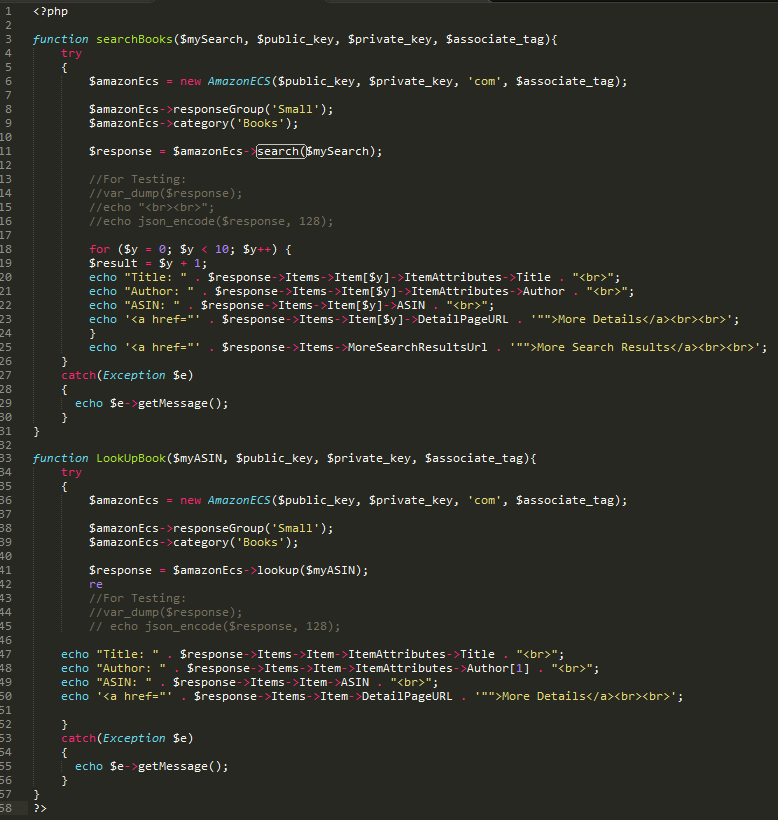 1 <?php
2
3 function searchBooks($mySearch, $public_key, $private_key, $associate_tag){
4 try
5 {
6 $amazonEcs = new AmazonECS($public_key, $private_key, 'com', $associate_tag);
7
8 $amazonEcs->responseGroup('Small');
9 $amazonEcs->category('Books');
10
11 $response = $amazonEcs->search($mySearch);
12
13 //For Testing:
14 //var_dump($response);
15 //echo "<br><br>";
16 //echo json_encode($response, 128);
17
18 for ($y = 0; $y < 10; $y++) {
19 $result = $y + 1;
20 echo "Title: " . $response->Items->Item[$y]->ItemAttributes->Title . "<br>";
21 echo "Author: " . $response->Items->Item[$y]->ItemAttributes->Author . "<br>";
22 echo "ASIN: " . $response->Items->Item[$y]->ASIN . "<br>";
23 echo '<a href="' . $response->Items->Item[$y]->DetailPageURL . '"">More Details</a><br><br>';
24 }
25 echo '<a href="' . $response->Items->MoreSearchResultsUrl . '"">More Search Results</a><br><br>';
26 }
27 catch(Exception $e)
28 {
29 echo $e->getMessage();
30 }
31 }
32
33 function LookUpBook($myASIN, $public_key, $private_key, $associate_tag){
34 try
35 {
36 $amazonEcs = new AmazonECS($public_key, $private_key, 'com', $associate_tag);
37
38 $amazonEcs->responseGroup('Small');
39 $amazonEcs->category('Books');
40
41 $response = $amazonEcs->lookup($myASIN);
42 re
43 //For Testing:
44 //var_dump($response);
45 // echo json_encode($response, 128);
46
47 echo "Title: " . $response->Items->Item->ItemAttributes->Title . "<br>";
48 echo "Author: " . $response->Items->Item->ItemAttributes->Author[1] . "<br>";
49 echo "ASIN: " . $response->Items->Item->ASIN . "<br>";
50 echo '<a href="' . $response->Items->Item->DetailPageURL . '"">More Details</a><br><br>';
51
52 }
53 catch(Exception $e)
54 {
55 echo $e->getMessage();
56 }
57 }
58 ?>